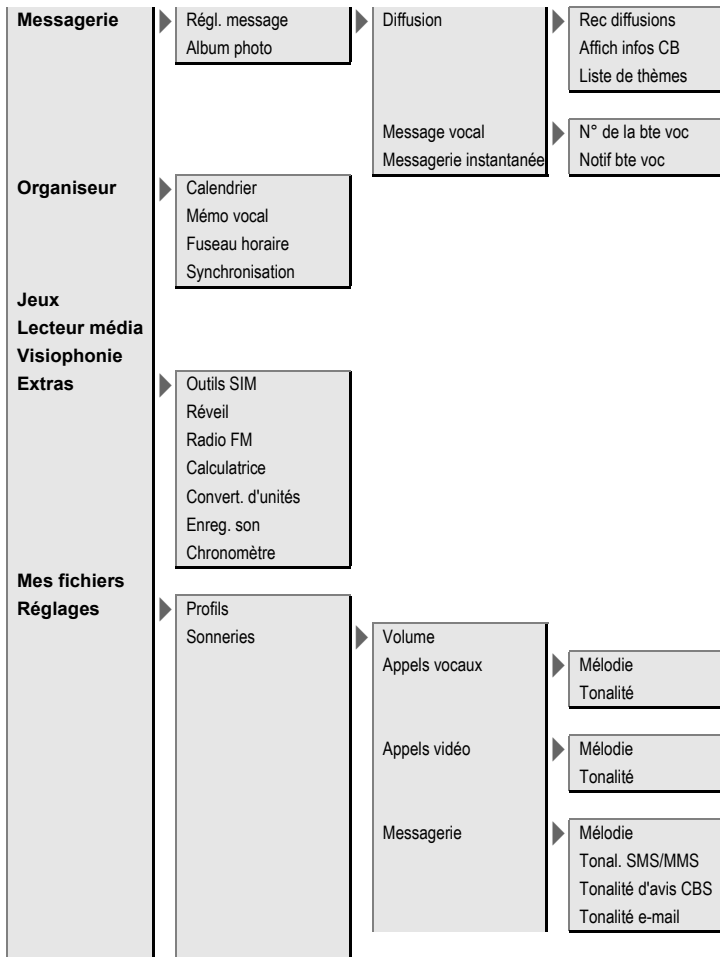 Messagerie
Régl. message
Diffusion
Rec diffusions
Album photo
Affich infos CB
Liste de thèmes
Message vocal
N° de la bte voc
Messagerie instantanée
Notif bte voc
Organiseur
Calendrier
Mémo vocal
Fuseau horaire
Synchronisation
Jeux
Lecteur média
Visiophonie
Extras
Outils SIM
Réveil
Radio FM
Calculatrice
Convert. d'unités
Enreg. son
Chronomètre
Mes fichiers
Réglages
Profils
Sonneries
Volume
Appels vocaux
Mélodie
Tonalité
Appels vidéo
Mélodie
Tonalité
Messagerie
Mélodie
Tonal. SMS/MMS
Tonalité d'avis CBS
Tonalité e-mail